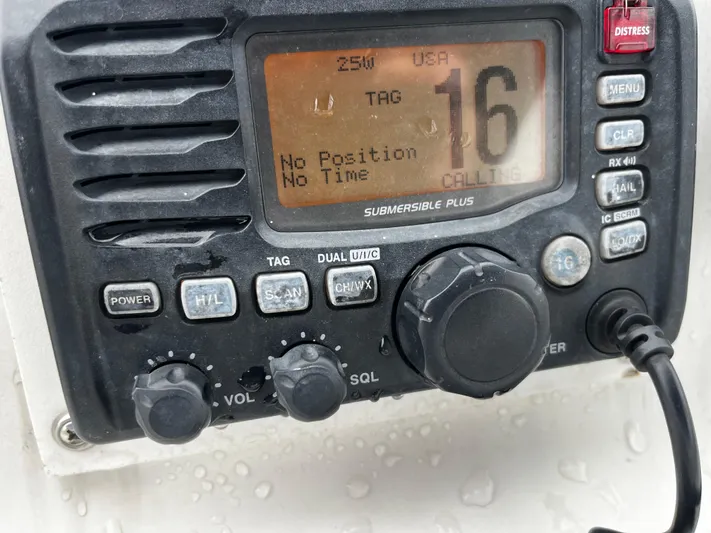 DISTRESS
25W USA
TAG 16
No Position
No Time
CALLING
SUBMERSIBLE PLUS
MENU
CLR
RX
HAIL
IC SCRM
TAG
DUAL U/I/C
POWER
H/L
SCAN
CH/WX
16
VOL
SQL
TER